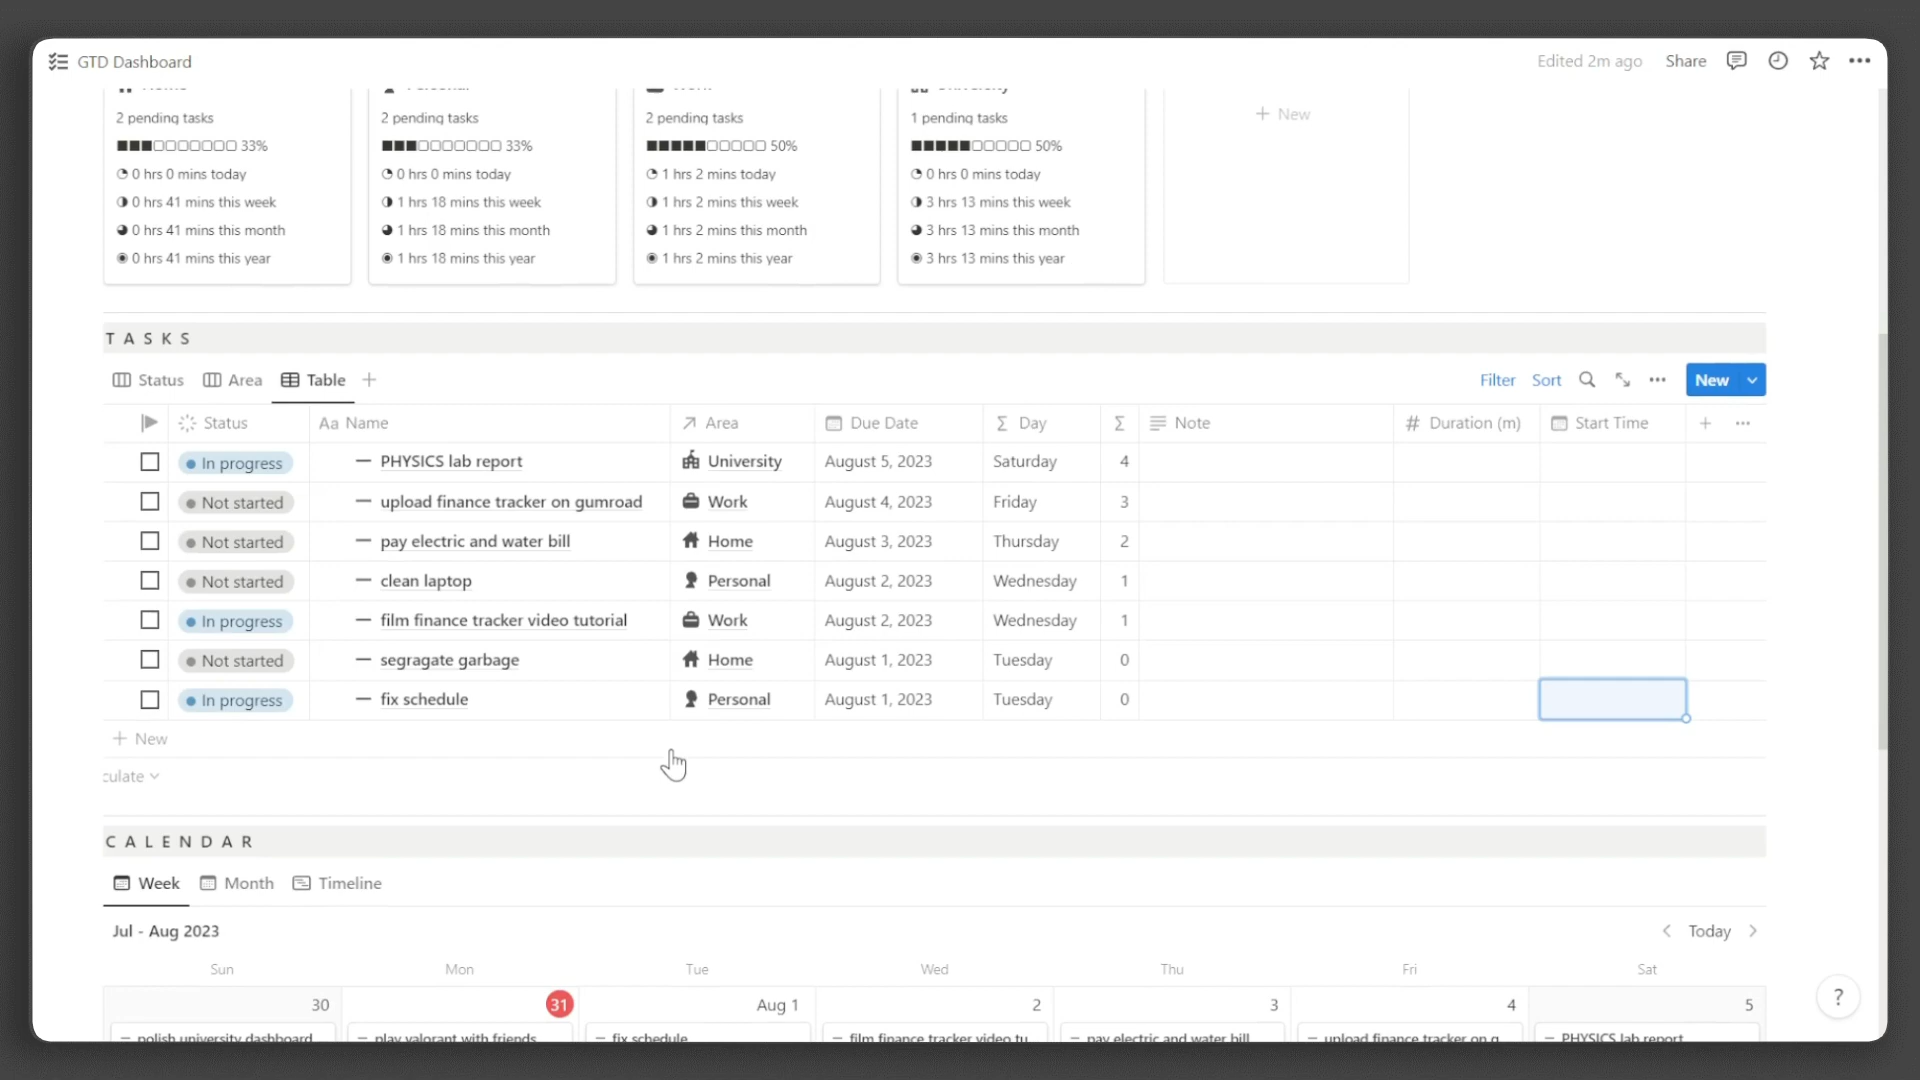 GTD Dashboard
Edited 2m ago Share
Home Personal Work University
2 pending tasks 2 pending tasks 2 pending tasks 1 pending tasks + New
33% 33% 50% 50%
0 hrs 0 mins today 0 hrs 0 mins today 1 hrs 2 mins today 0 hrs 0 mins today
0 hrs 41 mins this week 1 hrs 18 mins this week 1 hrs 2 mins this week 3 hrs 13 mins this week
0 hrs 41 mins this month 1 hrs 18 mins this month 1 hrs 2 mins this month 3 hrs 13 mins this month
0 hrs 41 mins this year 1 hrs 18 mins this year 1 hrs 2 mins this year 3 hrs 13 mins this year
TASKS
Status Area Table + Filter Sort New
Status Aa Name Area Due Date Σ Day Σ Note # Duration (m) Start Time +
In progress — PHYSICS lab report University August 5, 2023 Saturday 4
Not started — upload finance tracker on gumroad Work August 4, 2023 Friday 3
Not started — pay electric and water bill Home August 3, 2023 Thursday 2
Not started — clean laptop Personal August 2, 2023 Wednesday 1
In progress — film finance tracker video tutorial Work August 2, 2023 Wednesday 1
Not started — segragate garbage Home August 1, 2023 Tuesday 0
In progress — fix schedule Personal August 1, 2023 Tuesday 0
+ New
culate
CALENDAR
Week Month Timeline
Jul - Aug 2023 Today
Sun Mon Tue Wed Thu Fri Sat
30 31 Aug 1 2 3 4 5
— polish university dashboard — play valorant with friends — fix schedule — film finance tracker video tu — pay electric and water bill — upload finance tracker on g — PHYSICS lab report
?